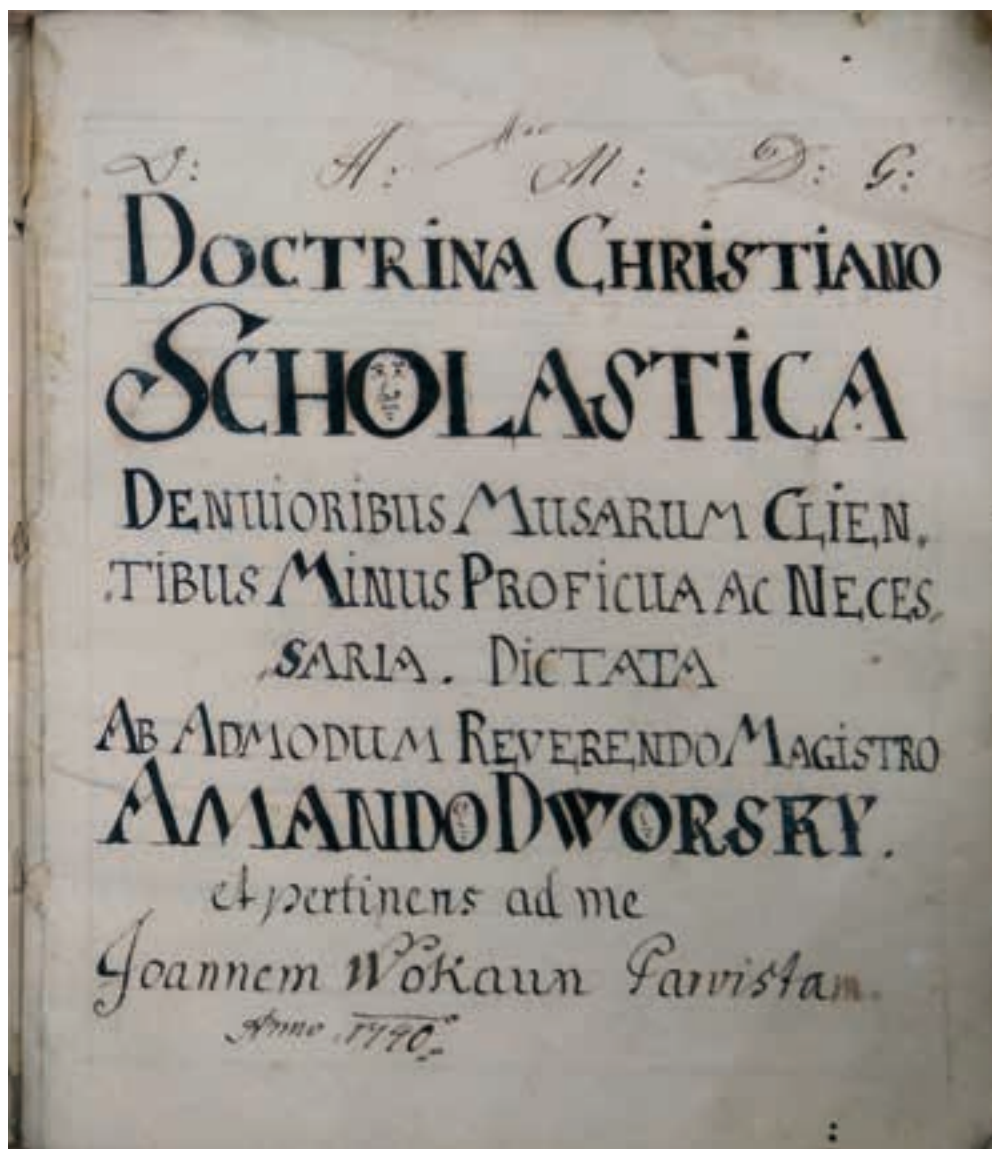 A: M: D: G:
DOCTRINA CHRISTIANO
SCHOLASTICA
DENUIORIBUS MUSARUM CLIEN,
.TIBUS MINUS PROFICUA AC NECES,
,SARIA. DICTATA
AB ADMODUM REVERENDO MAGISTRO
AMANDO DWORSKY.
et pertinens ad me
Joannem Wokaun Parvistam.
Anno .1740.